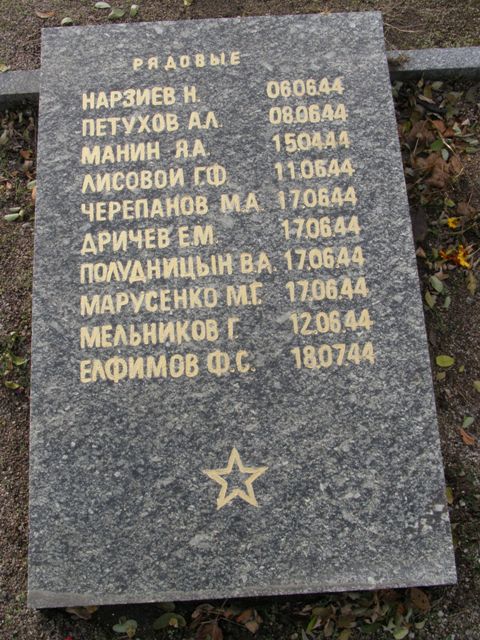 РЯДОВЫЕ
НАРЗИЕВ Н. 06.06.44
ПЕТУХОВ А.Л. 08.06.44
МАНИН Я.А. 15.04.44
ЛИСОВОИ Г.Ф. 11.06.44
ЧЕРЕПАНОВ М.А. 17.06.44
ДРИЧЕВ Е.М. 17.06.44
ПОЛУДНИЦЫН В.А. 17.06.44
МАРУСЕНКО М.Г. 17.06.44
МЕЛЬНИКОВ Г. 12.06.44
ЕЛФИМОВ Ф.С. 18.07.44